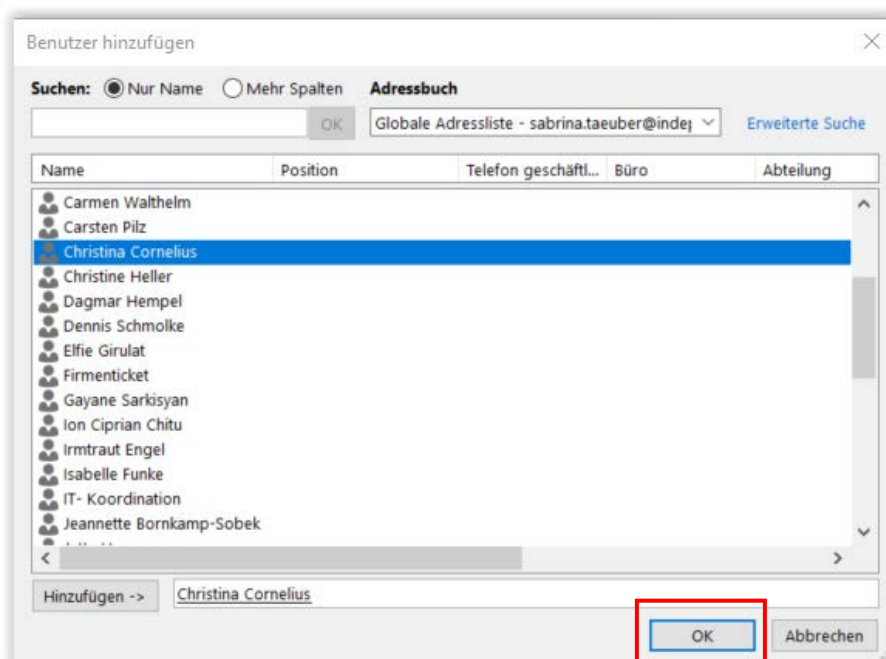 Benutzer hinzufügen
Suchen: Nur Name Mehr Spalten Adressbuch
OK Globale Adressliste - sabrina.taeuber@indep Erweiterte Suche
Name Position Telefon geschäftl... Büro Abteilung
Carmen Walthelm
Carsten Pilz
Christina Cornelius
Christine Heller
Dagmar Hempel
Dennis Schmolke
Elfie Girulat
Firmenticket
Gayane Sarkisyan
Ion Ciprian Chitu
Irmtraut Engel
Isabelle Funke
IT- Koordination
Jeannette Bornkamp-Sobek
Hinzufügen -> Christina Cornelius
OK Abbrechen